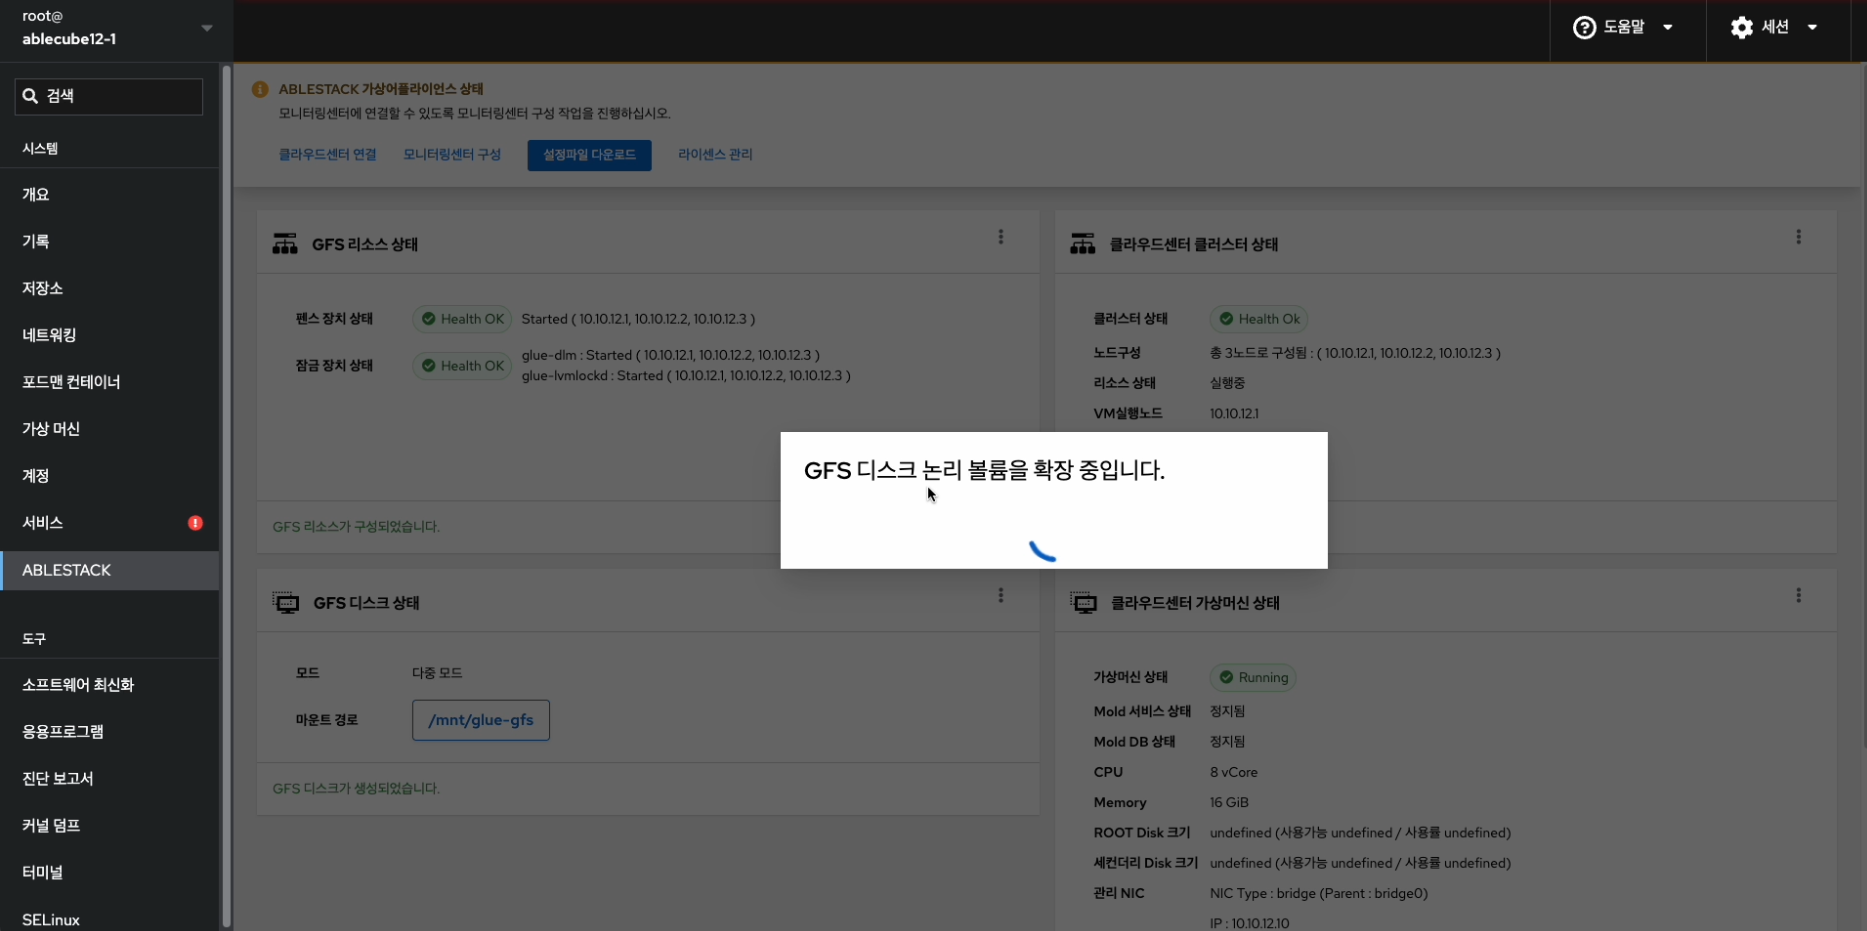 root@
ablecube12-1
도움말
세션
검색
시스템
개요
기록
저장소
네트워킹
포드맨 컨테이너
가상 머신
계정
서비스
ABLESTACK
도구
소프트웨어 최신화
응용프로그램
진단 보고서
커널 덤프
터미널
SELinux
ABLESTACK 가상어플라이언스 상태
모니터링센터에 연결할 수 있도록 모니터링센터 구성 작업을 진행하십시오.
클라우드센터 연결 모니터링센터 구성 설정파일 다운로드 라이센스 관리
GFS 리소스 상태
펜스 장치 상태 Health OK Started ( 10.10.12.1, 10.10.12.2, 10.10.12.3 )
잠금 장치 상태 Health OK glue-dlm : Started ( 10.10.12.1, 10.10.12.2, 10.10.12.3 )
glue-lvmlockd : Started ( 10.10.12.1, 10.10.12.2, 10.10.12.3 )
GFS 리소스가 구성되었습니다.
클라우드센터 클러스터 상태
클러스터 상태 Health Ok
노드구성 총 3노드로 구성됨 : ( 10.10.12.1, 10.10.12.2, 10.10.12.3 )
리소스 상태 실행중
VM실행노드 10.10.12.1
GFS 디스크 논리 볼륨을 확장 중입니다.
GFS 디스크 상태
모드 다중 모드
마운트 경로 /mnt/glue-gfs
GFS 디스크가 생성되었습니다.
클라우드센터 가상머신 상태
가상머신 상태 Running
Mold 서비스 상태 정지됨
Mold DB 상태 정지됨
CPU 8 vCore
Memory 16 GiB
ROOT Disk 크기 undefined (사용가능 undefined / 사용률 undefined)
세컨더리 Disk 크기 undefined (사용가능 undefined / 사용률 undefined)
관리 NIC NIC Type : bridge (Parent : bridge0)
IP : 10.10.12.10